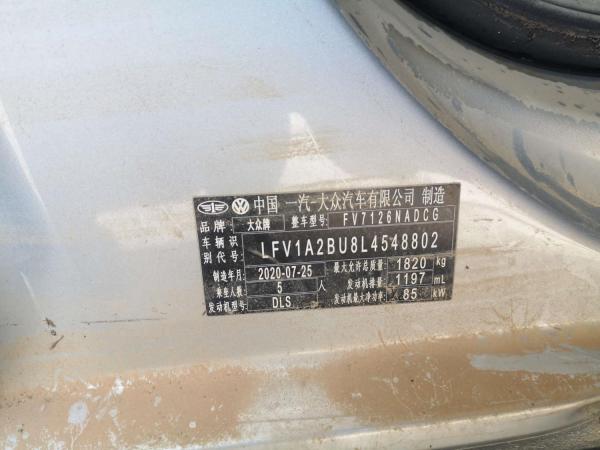 中国 一汽-大众汽车有限公司 制造
品牌: 大众牌 整车型号: FV7126NADCG
车辆识别代号: LFV1A2BU8L4548802
制造年月: 2020-07-25 最大允许总质量: 1820 kg
乘坐人数: 5 人 发动机排量: 1197 mL
发动机型号: DLS 发动机最大净功率: 85 kW